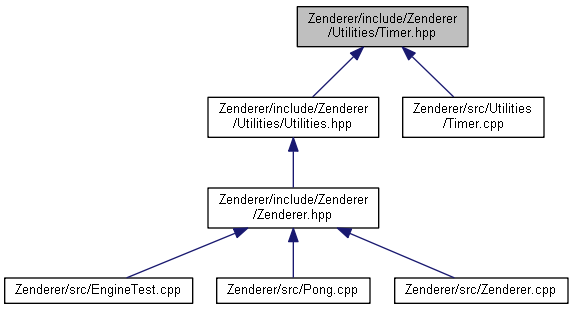 Zenderer/include/Zenderer
/Utilities/Timer.hpp
Zenderer/include/Zenderer
/Utilities/Utilities.hpp
Zenderer/src/Utilities
/Timer.cpp
Zenderer/include/Zenderer
/Zenderer.hpp
Zenderer/src/EngineTest.cpp
Zenderer/src/Pong.cpp
Zenderer/src/Zenderer.cpp